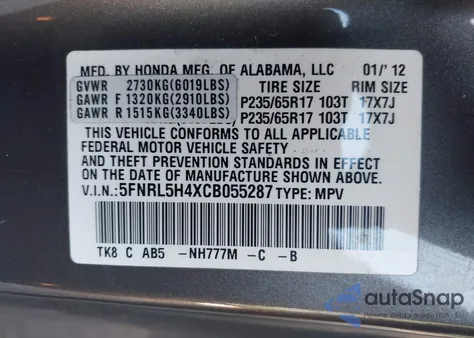 MFD. BY HONDA MFG. OF ALABAMA, LLC 01/'12
GVWR 2730KG(6019LBS) TIRE SIZE RIM SIZE
GAWR F 1320KG(2910LBS) P235/65R17 103T 17X7J
GAWR R 1515KG(3340LBS) P235/65R17 103T 17X7J
THIS VEHICLE CONFORMS TO ALL APPLICABLE
FEDERAL MOTOR VEHICLE SAFETY
AND THEFT PREVENTION STANDARDS IN EFFECT
ON THE DATE OF MANUFACTURE SHOWN ABOVE.
V.I.N.: 5FNRL5H4XCB055287 TYPE: MPV
TK8 C AB5 -NH777M -C -B
autoSnap